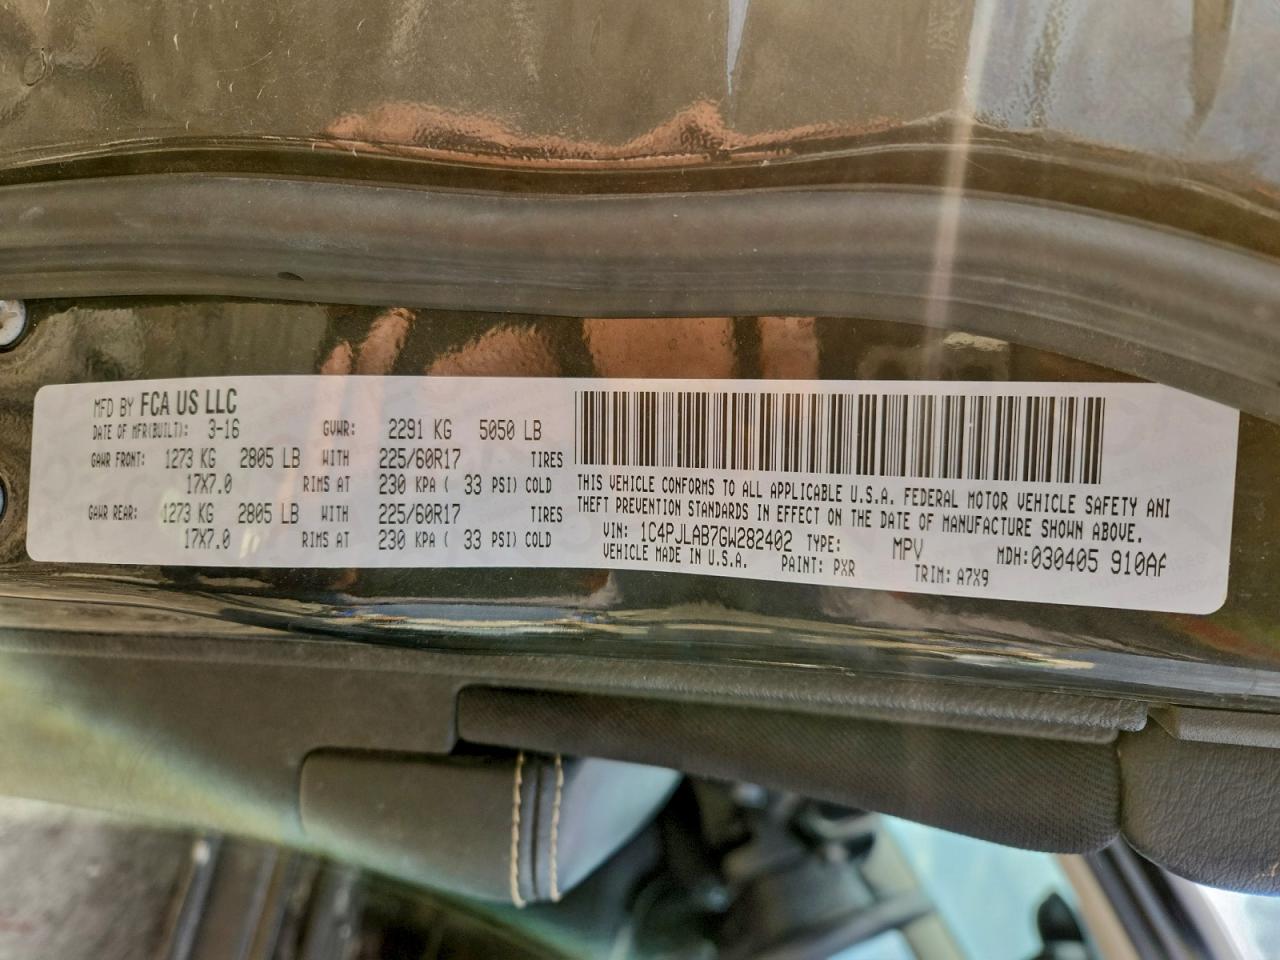 MFD BY FCA US LLC
DATE OF MFR(BUILT): 3-16 GVWR: 2291 KG 5050 LB
GAWR FRONT: 1273 KG 2805 LB WITH 225/60R17 TIRES
17X7.0 RIMS AT 230 KPA ( 33 PSI) COLD
GAWR REAR: 1273 KG 2805 LB WITH 225/60R17 TIRES
17X7.0 RIMS AT 230 KPA ( 33 PSI) COLD
THIS VEHICLE CONFORMS TO ALL APPLICABLE U.S.A. FEDERAL MOTOR VEHICLE SAFETY ANI
THEFT PREVENTION STANDARDS IN EFFECT ON THE DATE OF MANUFACTURE SHOWN ABOVE.
VIN: 1C4PJLAB7GW282402 TYPE: MPV MDH:030405 910AF
VEHICLE MADE IN U.S.A. PAINT: PXR TRIM: A7X9